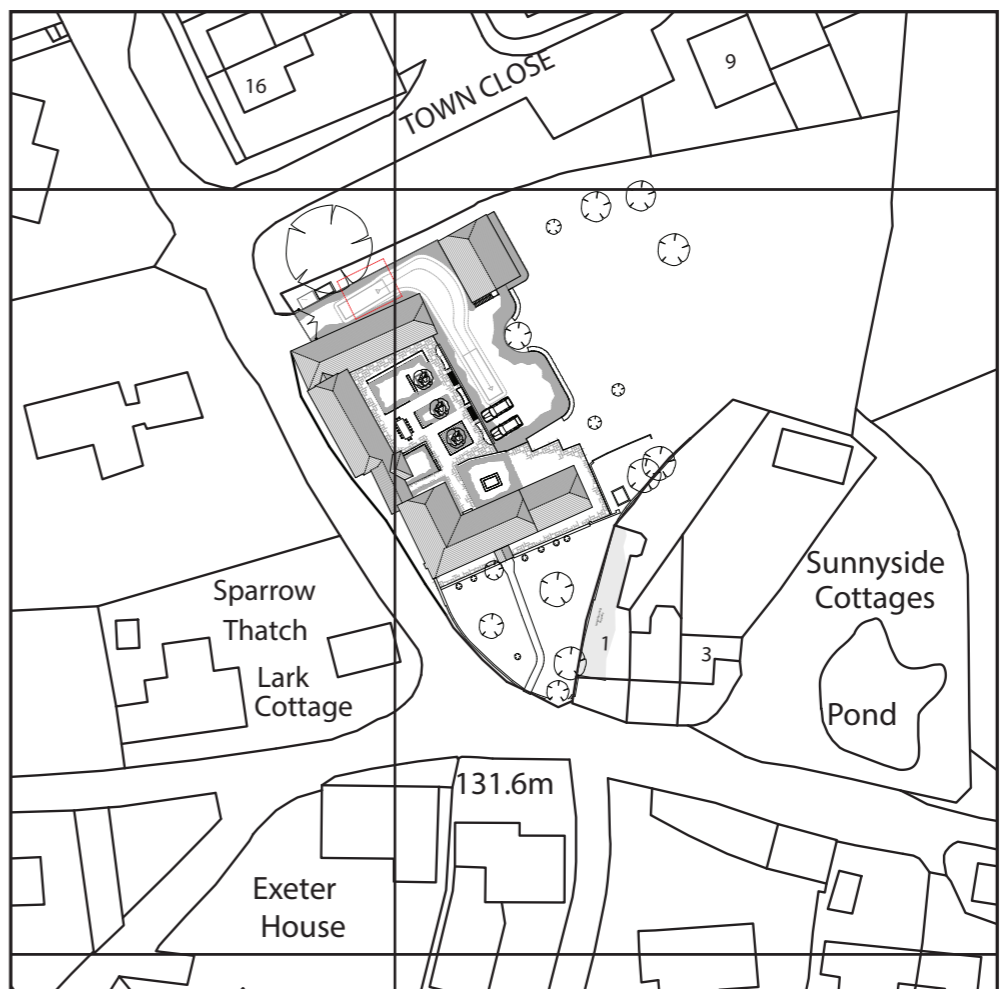 16
9
TOWN CLOSE
Sunnyside
Cottages
Sparrow
Thatch
1
3
Lark
Cottage
Pond
131.6m
Exeter
House